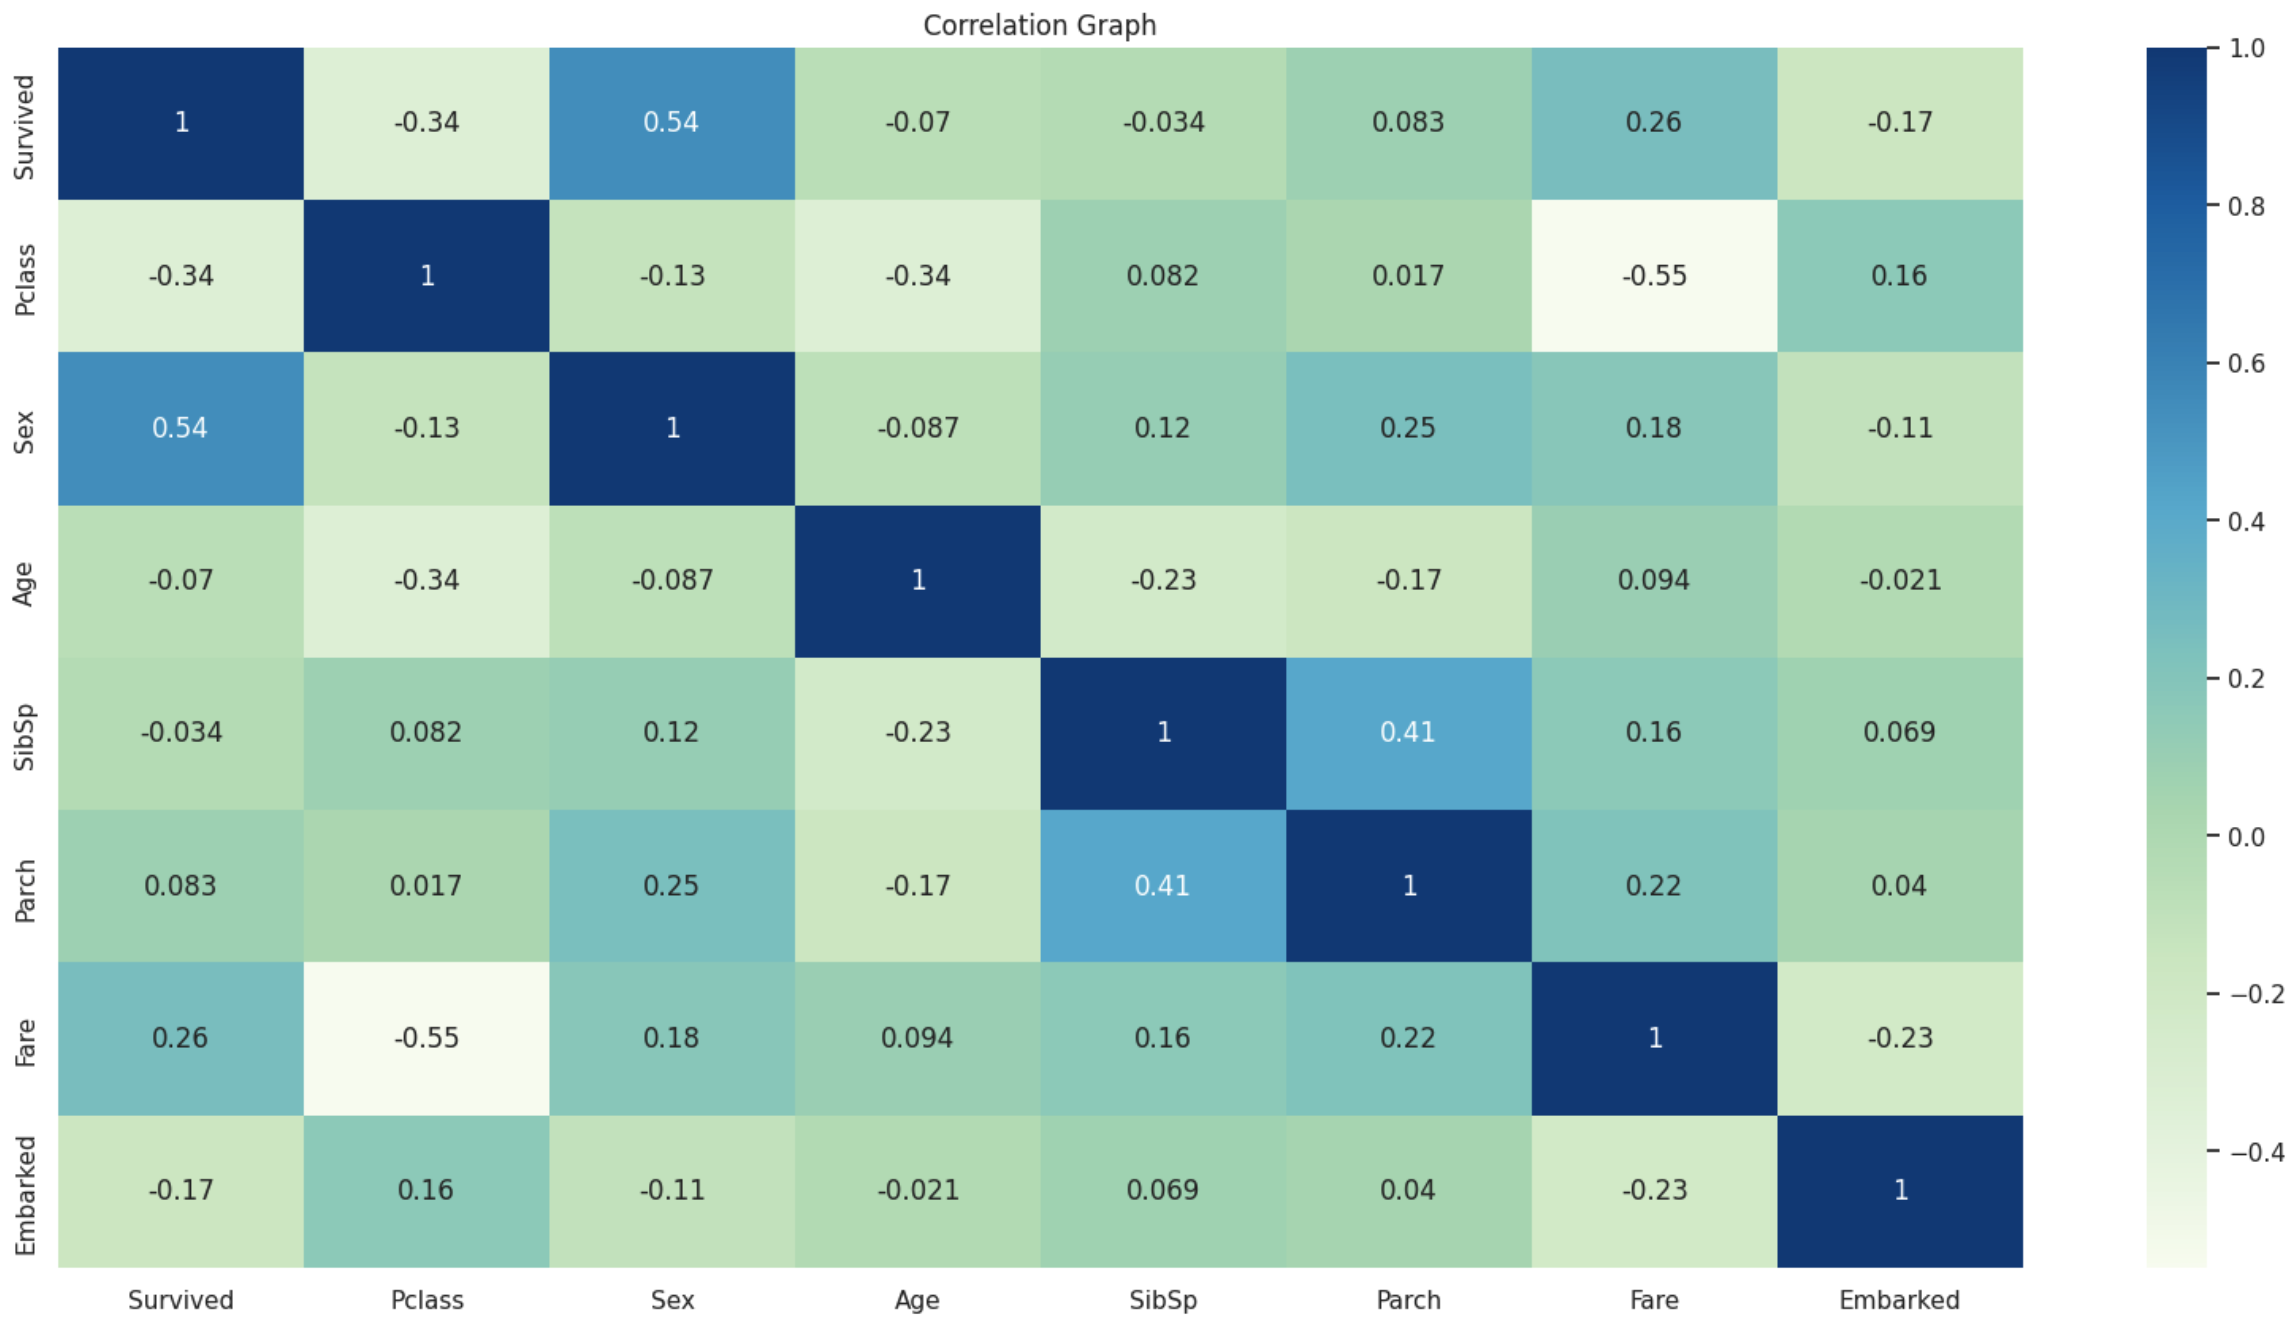 Correlation Graph
Survived 1 -0.34 0.54 -0.07 -0.034 0.083 0.26 -0.17
Pclass -0.34 1 -0.13 -0.34 0.082 0.017 -0.55 0.16
Sex 0.54 -0.13 1 -0.087 0.12 0.25 0.18 -0.11
Age -0.07 -0.34 -0.087 1 -0.23 -0.17 0.094 -0.021
SibSp -0.034 0.082 0.12 -0.23 1 0.41 0.16 0.069
Parch 0.083 0.017 0.25 -0.17 0.41 1 0.22 0.04
Fare 0.26 -0.55 0.18 0.094 0.16 0.22 1 -0.23
Embarked -0.17 0.16 -0.11 -0.021 0.069 0.04 -0.23 1
Survived Pclass Sex Age SibSp Parch Fare Embarked
1.0
0.8
0.6
0.4
0.2
0.0
−0.2
−0.4